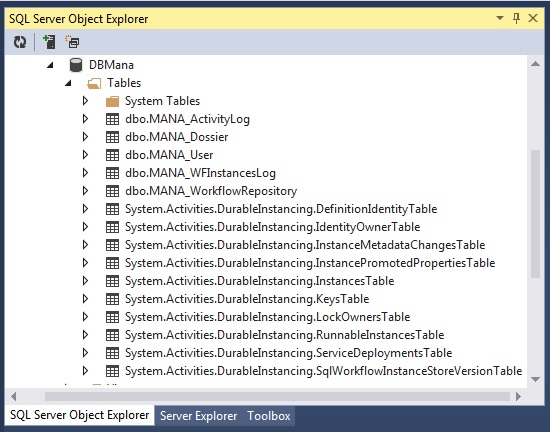 SQL Server Object Explorer
DBMana
Tables
System Tables
dbo.MANA_ActivityLog
dbo.MANA_Dossier
dbo.MANA_User
dbo.MANA_WFInstancesLog
dbo.MANA_WorkflowRepository
System.Activities.DurableInstancing.DefinitionIdentityTable
System.Activities.DurableInstancing.IdentityOwnerTable
System.Activities.DurableInstancing.InstanceMetadataChangesTable
System.Activities.DurableInstancing.InstancePromotedPropertiesTable
System.Activities.DurableInstancing.InstancesTable
System.Activities.DurableInstancing.KeysTable
System.Activities.DurableInstancing.LockOwnersTable
System.Activities.DurableInstancing.RunnableInstancesTable
System.Activities.DurableInstancing.ServiceDeploymentsTable
System.Activities.DurableInstancing.SqlWorkflowInstanceStoreVersionTable
SQL Server Object Explorer Server Explorer Toolbox